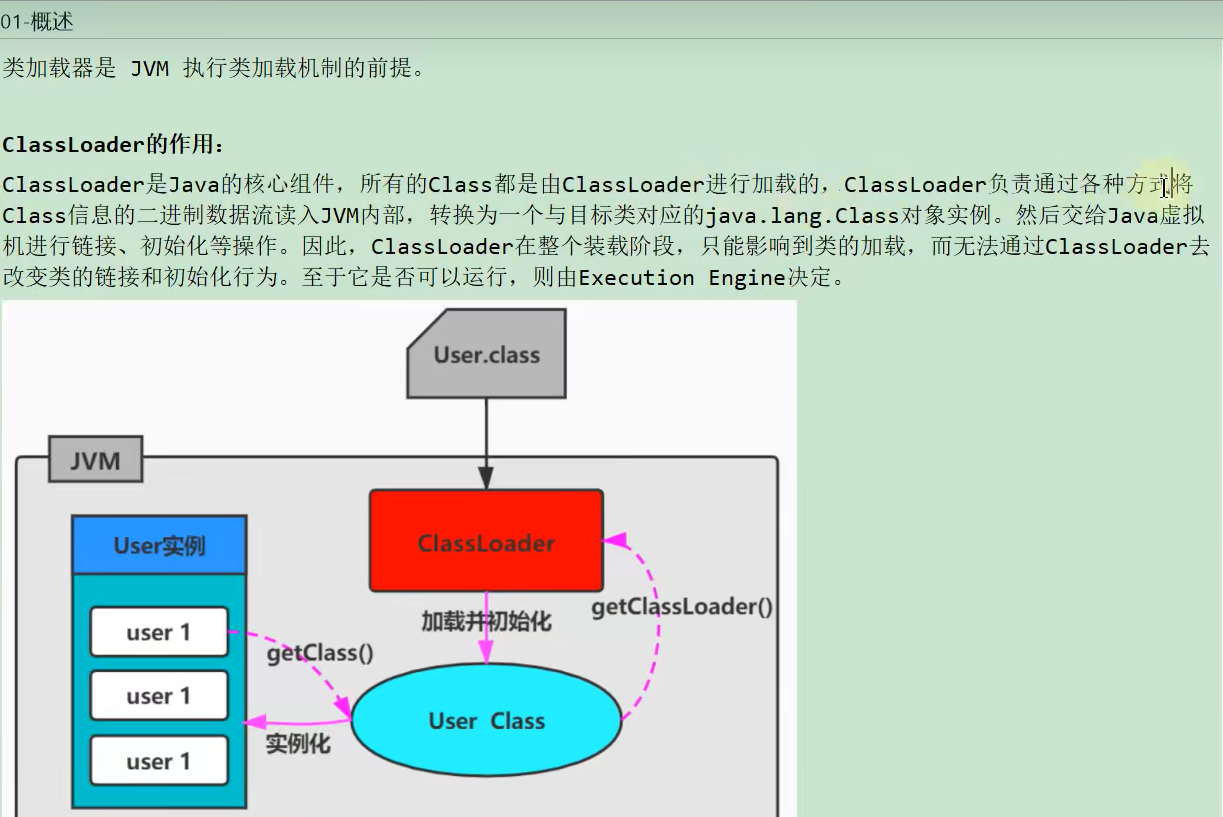 01-概述
类加载器是 JVM 执行类加载机制的前提。
ClassLoader的作用：
ClassLoader是Java的核心组件，所有的Class都是由ClassLoader进行加载的，ClassLoader负责通过各种方式将
Class信息的二进制数据流读入JVM内部，转换为一个与目标类对应的java.lang.Class对象实例。然后交给Java虚拟
机进行链接、初始化等操作。因此，ClassLoader在整个装载阶段，只能影响到类的加载，而无法通过ClassLoader去
改变类的链接和初始化行为。至于它是否可以运行，则由Execution Engine决定。
User.class
JVM
User实例
ClassLoader
加载并初始化
getClassLoader()
user 1
getClass()
user 1
User Class
实例化
user 1